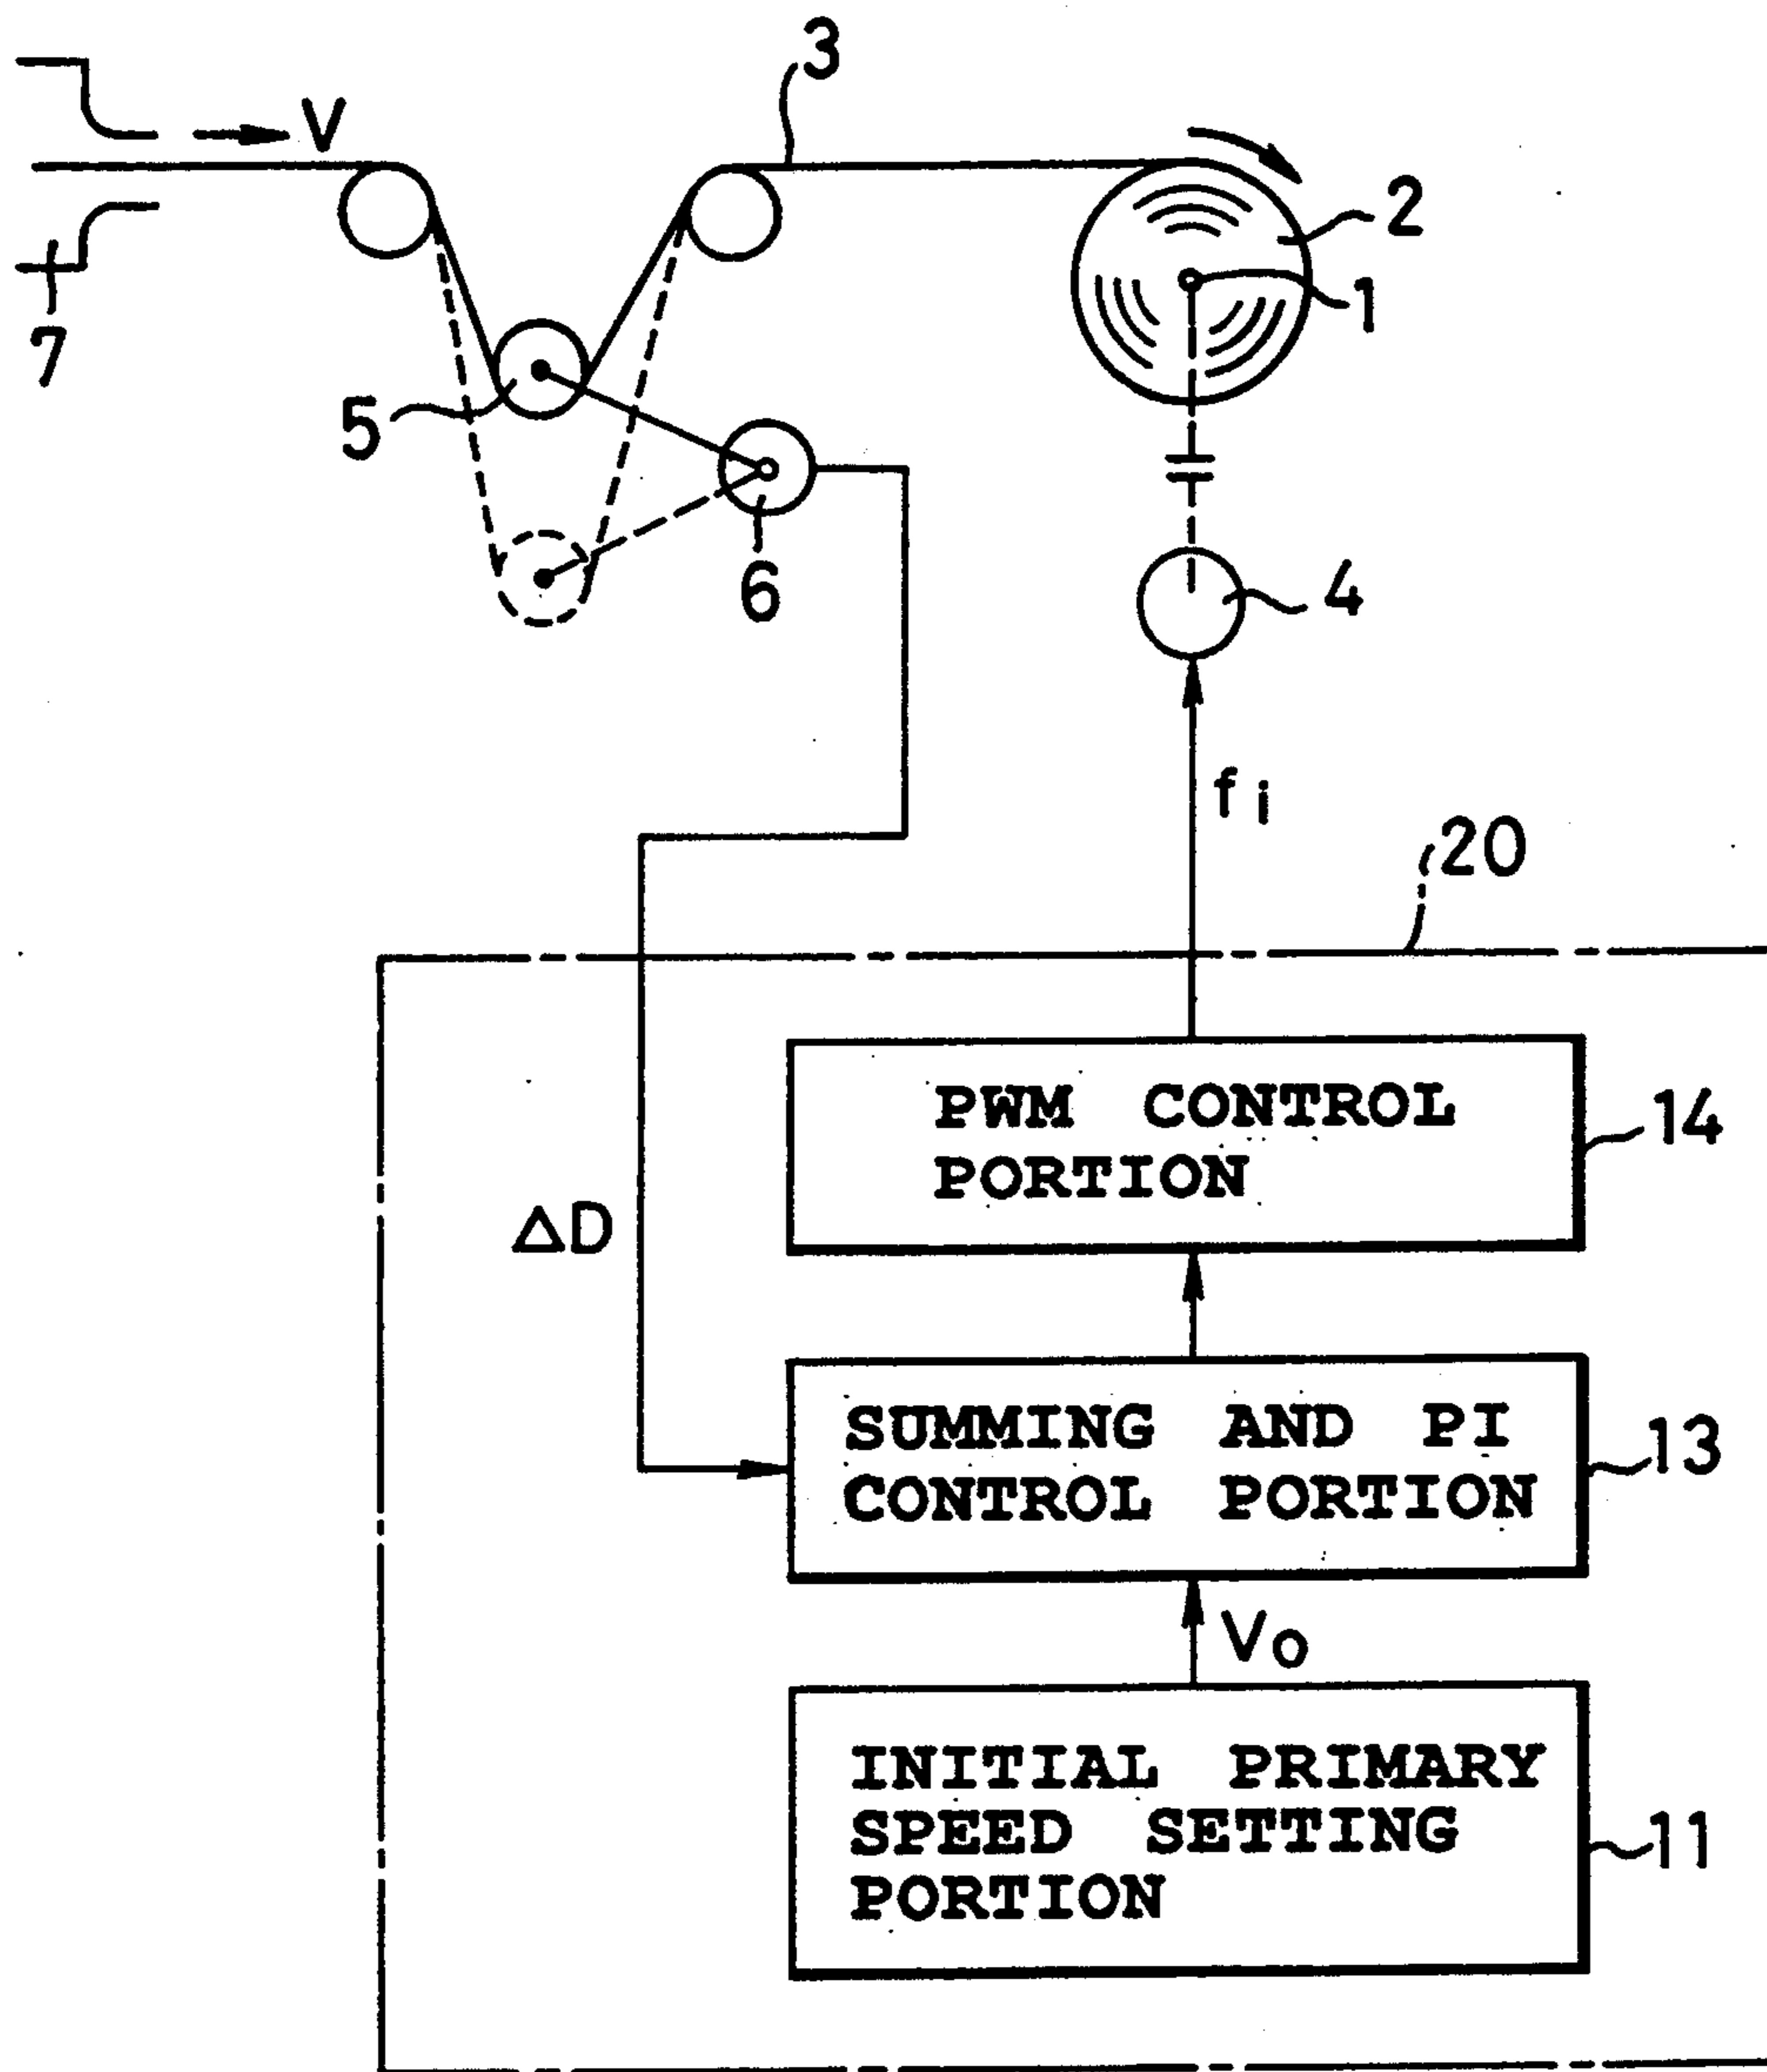 3
V
2
1
7
5
6
4
fi
20
PWM CONTROL
PORTION
14
ΔD
SUMMING AND PI
CONTROL PORTION
13
Vo
INITIAL PRIMARY
SPEED SETTING
PORTION
11